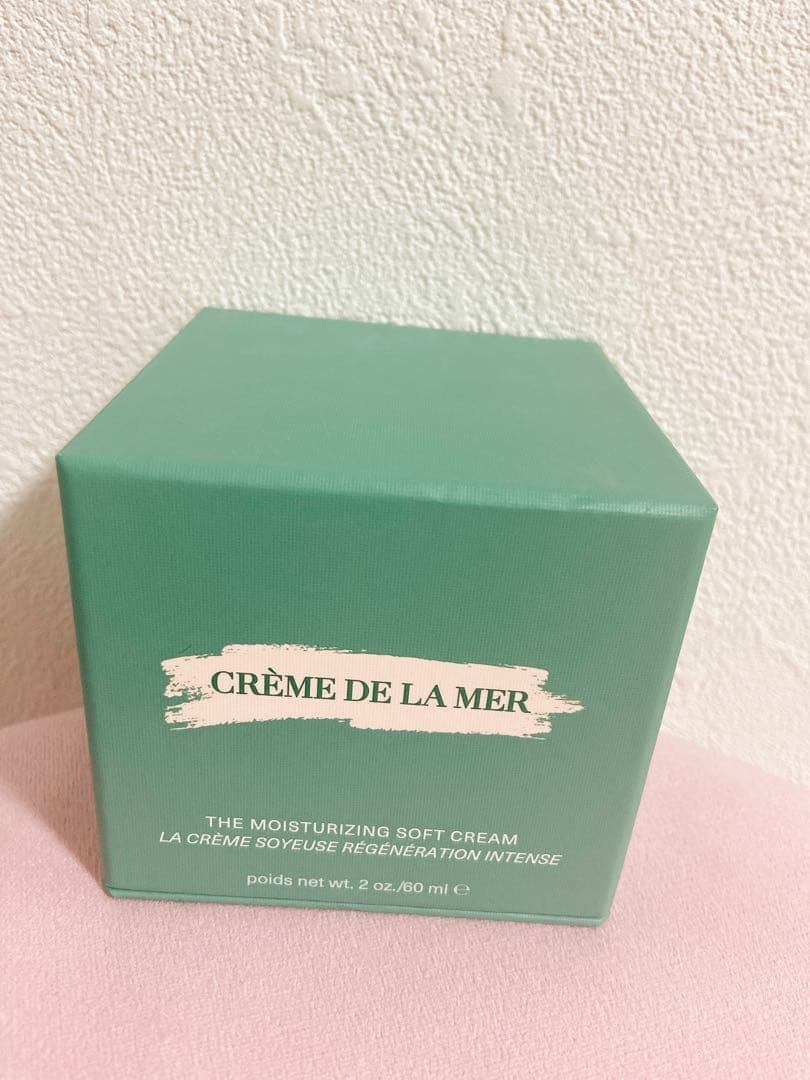 CRÈME DE LA MER
THE MOISTURIZING SOFT CREAM
LA CRÈME SOYEUSE RÉGÉNÉRATION INTENSE
poids net wt. 2 oz./60 ml ℮